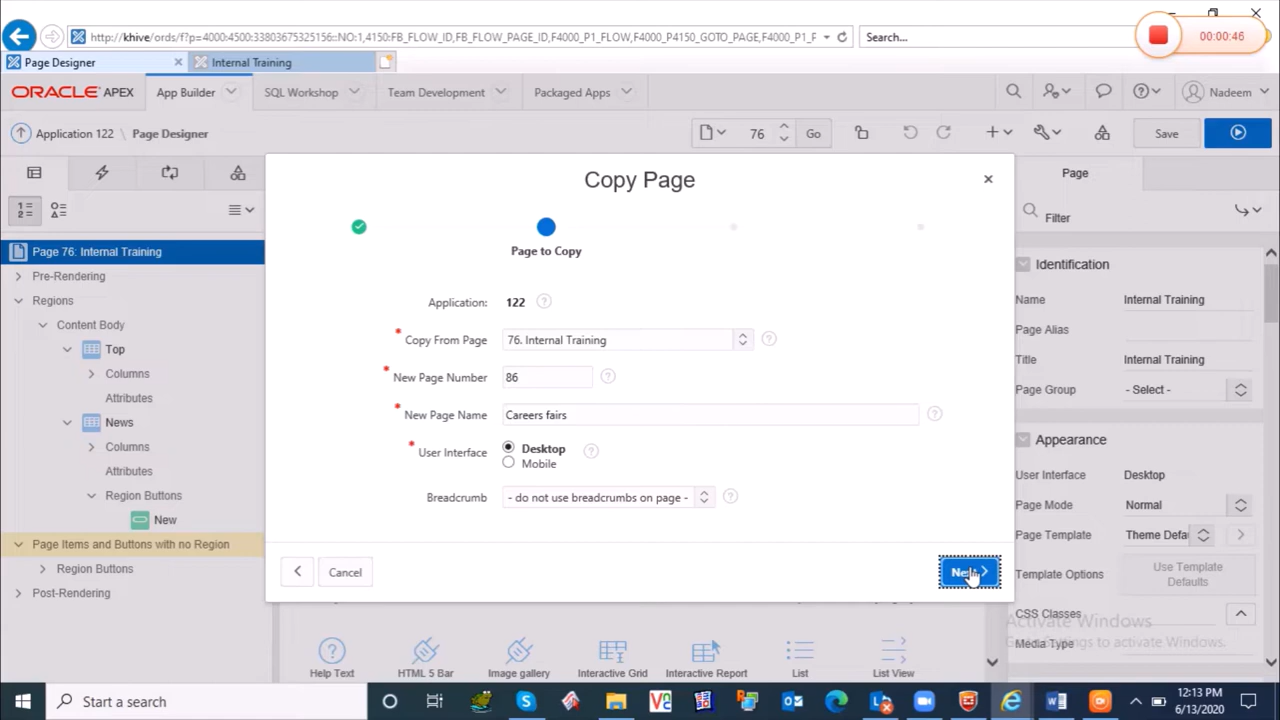 http://khive/ords/f?p=4000:4500:33803675325156::NO:1,4150:FB_FLOW_ID,FB_FLOW_PAGE_ID,F4000_P1_FLOW,F4000_P4150_GOTO_PAGE,F4000_P1_F
Search...
00:00:46
Page Designer
Internal Training
ORACLE APEX
App Builder
SQL Workshop
Team Development
Packaged Apps
Nadeem
Application 122 \ Page Designer
76
Go
Save
Copy Page
Page
Page to Copy
Filter
Page 76: Internal Training
Pre-Rendering
Regions
Content Body
Top
Columns
Attributes
News
Columns
Attributes
Region Buttons
New
Page Items and Buttons with no Region
Region Buttons
Post-Rendering
Application: 122
Copy From Page 76. Internal Training
New Page Number 86
New Page Name Careers fairs
User Interface Desktop
Mobile
Breadcrumb - do not use breadcrumbs on page -
Cancel
Identification
Name Internal Training
Page Alias
Title Internal Training
Page Group - Select -
Appearance
User Interface Desktop
Page Mode Normal
Page Template
Template Options Use Template Defaults
CSS Classes
Media Type
Activate Windows
Help Text
HTML 5 Bar
Image gallery
Interactive Grid
Interactive Report
List
List View
Start a search
12:13 PM
6/13/2020